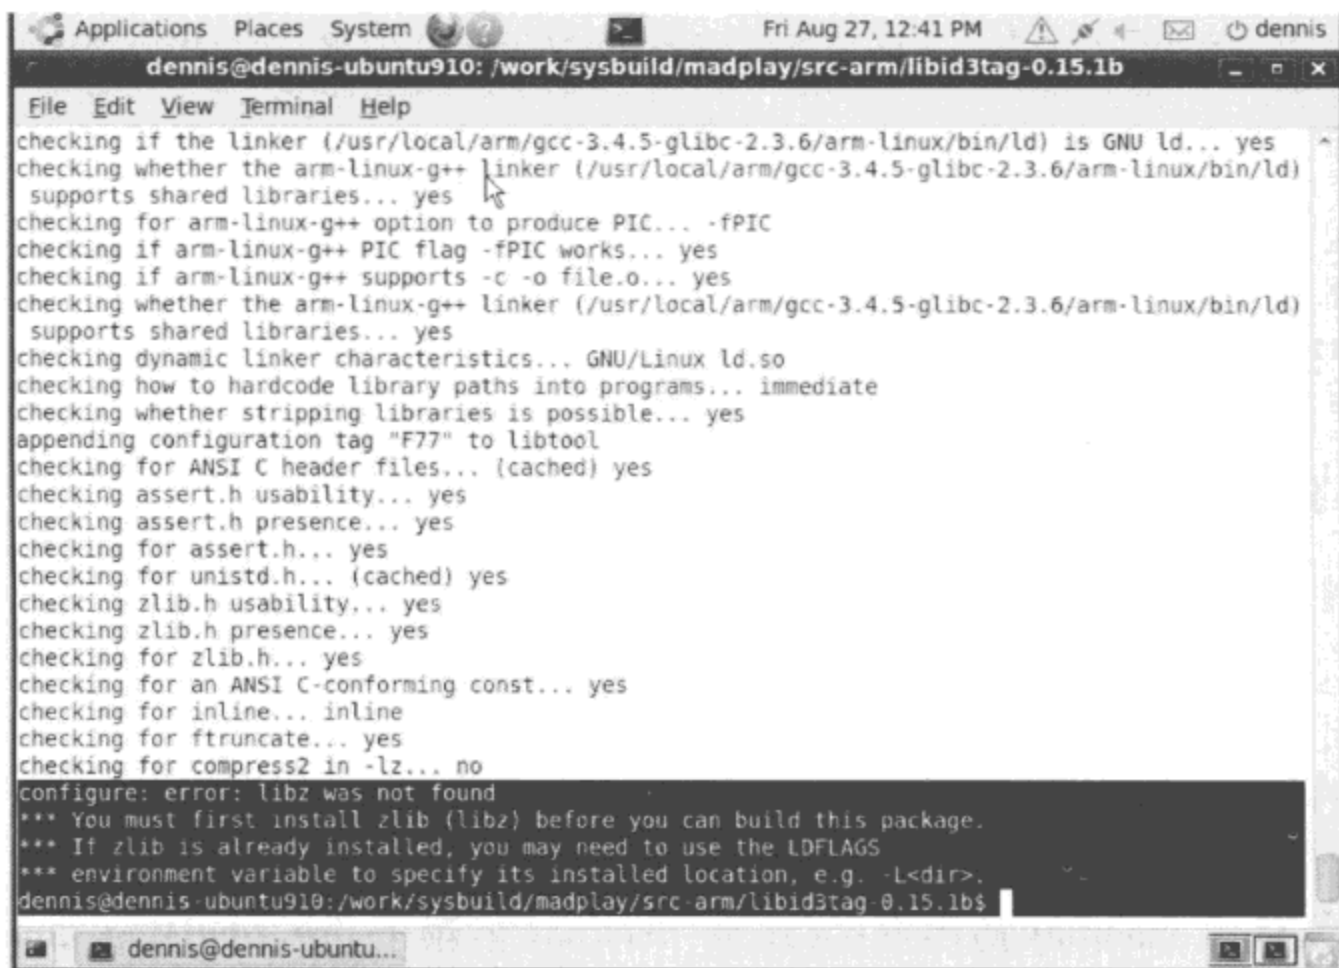 Applications Places System Fri Aug 27, 12:41 PM dennis
dennis@dennis-ubuntu910: /work/sysbuild/madplay/src-arm/libid3tag-0.15.1b
File Edit View Terminal Help
checking if the linker (/usr/local/arm/gcc-3.4.5-glibc-2.3.6/arm-linux/bin/ld) is GNU ld... yes
checking whether the arm-linux-g++ linker (/usr/local/arm/gcc-3.4.5-glibc-2.3.6/arm-linux/bin/ld)
supports shared libraries... yes
checking for arm-linux-g++ option to produce PIC... -fPIC
checking if arm-linux-g++ PIC flag -fPIC works... yes
checking if arm-linux-g++ supports -c -o file.o... yes
checking whether the arm-linux-g++ linker (/usr/local/arm/gcc-3.4.5-glibc-2.3.6/arm-linux/bin/ld)
supports shared libraries... yes
checking dynamic linker characteristics... GNU/Linux ld.so
checking how to hardcode library paths into programs... immediate
checking whether stripping libraries is possible... yes
appending configuration tag "F77" to libtool
checking for ANSI C header files... (cached) yes
checking assert.h usability... yes
checking assert.h presence... yes
checking for assert.h... yes
checking for unistd.h... (cached) yes
checking zlib.h usability... yes
checking zlib.h presence... yes
checking for zlib.h... yes
checking for an ANSI C-conforming const... yes
checking for inline... inline
checking for ftruncate... yes
checking for compress2 in -lz... no
configure: error: libz was not found
*** You must first install zlib (libz) before you can build this package.
*** If zlib is already installed, you may need to use the LDFLAGS
*** environment variable to specify its installed location, e.g. -L<dir>.
dennis@dennis-ubuntu910:/work/sysbuild/madplay/src-arm/libid3tag-0.15.1b$
dennis@dennis-ubuntu...